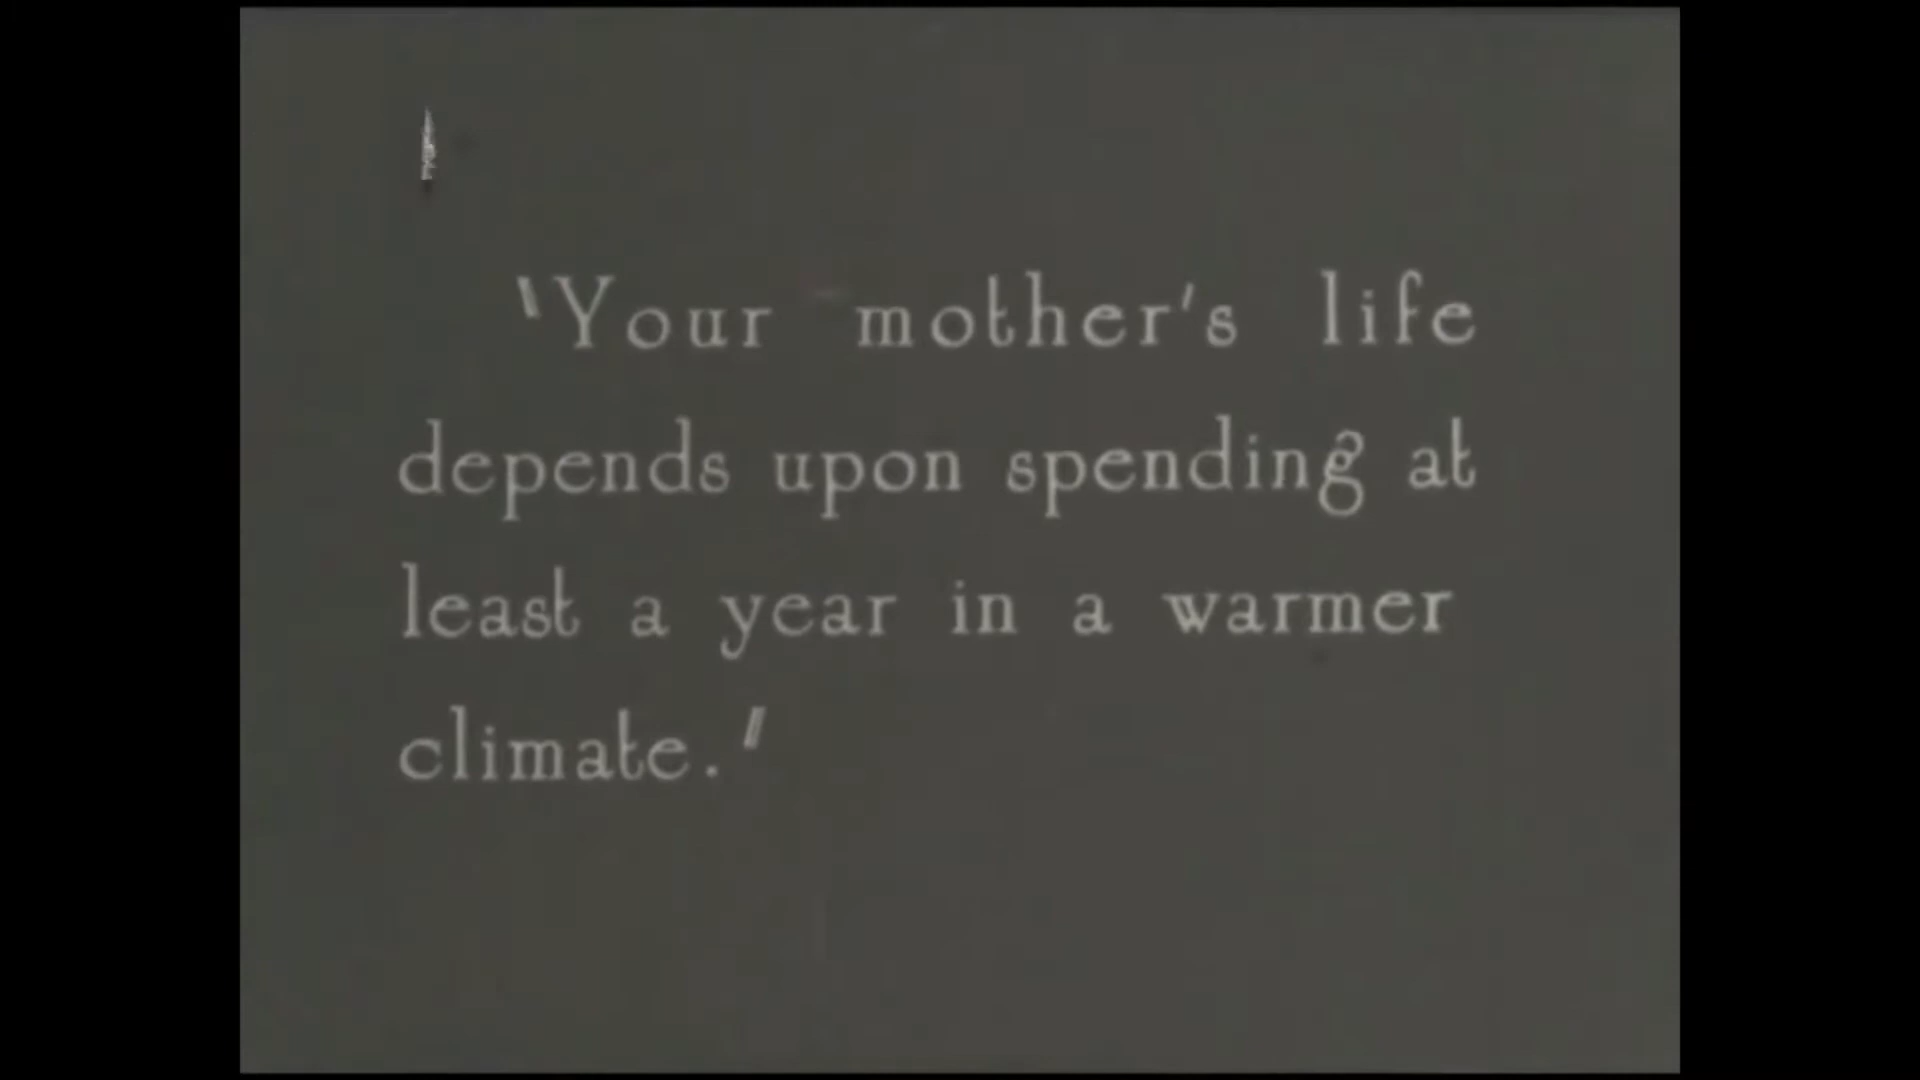 "Your mother's life
depends upon spending at
least a year in a warmer
climate."